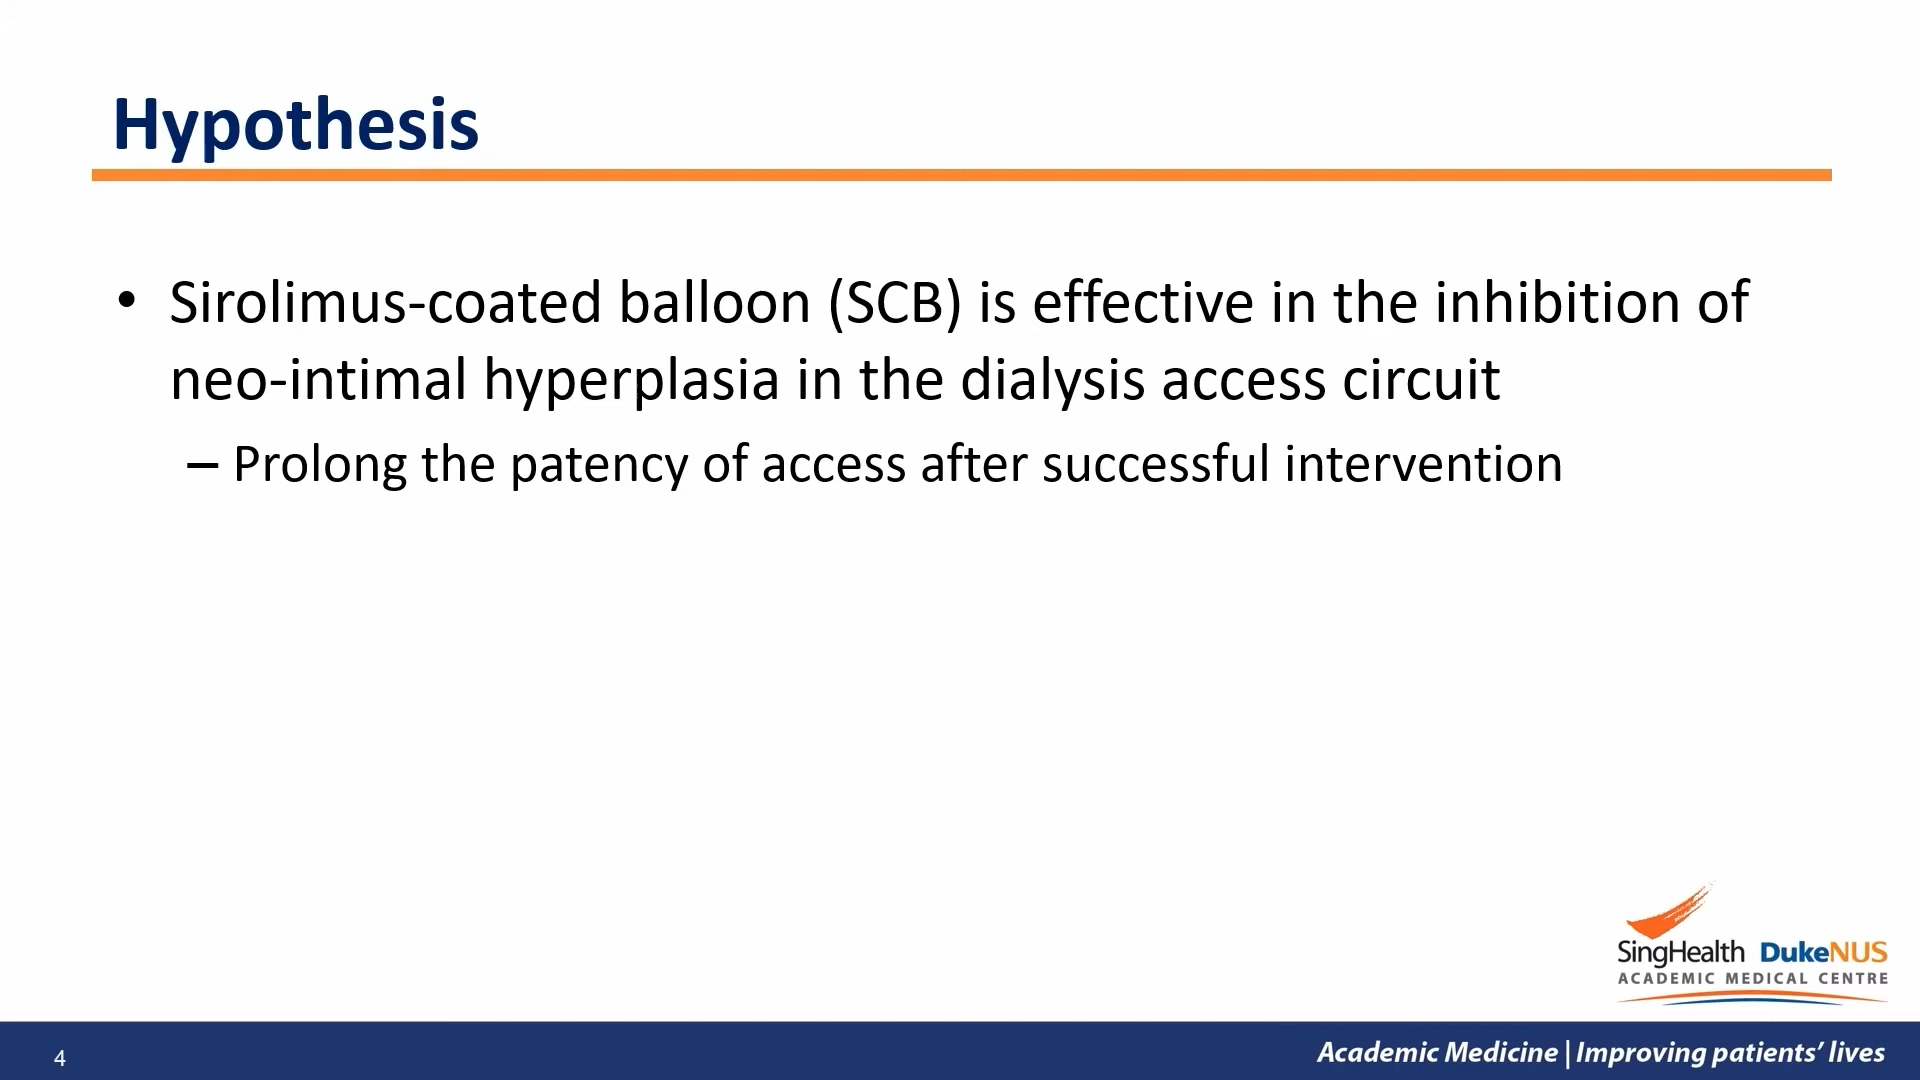 Hypothesis
• Sirolimus-coated balloon (SCB) is effective in the inhibition of
neo-intimal hyperplasia in the dialysis access circuit
– Prolong the patency of access after successful intervention
SingHealth DukeNUS
ACADEMIC MEDICAL CENTRE
4
Academic Medicine | Improving patients’ lives